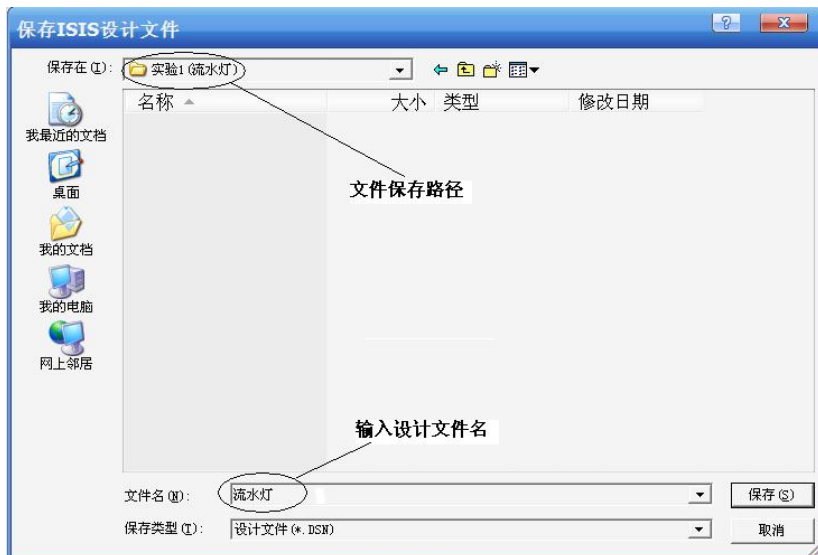 保存ISIS设计文件
保存在(I): 实验1(流水灯)
名称 大小 类型 修改日期
我最近的文档
桌面
文件保存路径
我的文档
我的电脑
网上邻居
输入设计文件名
文件名(N): 流水灯 保存(S)
保存类型(T): 设计文件(*.DSN) 取消